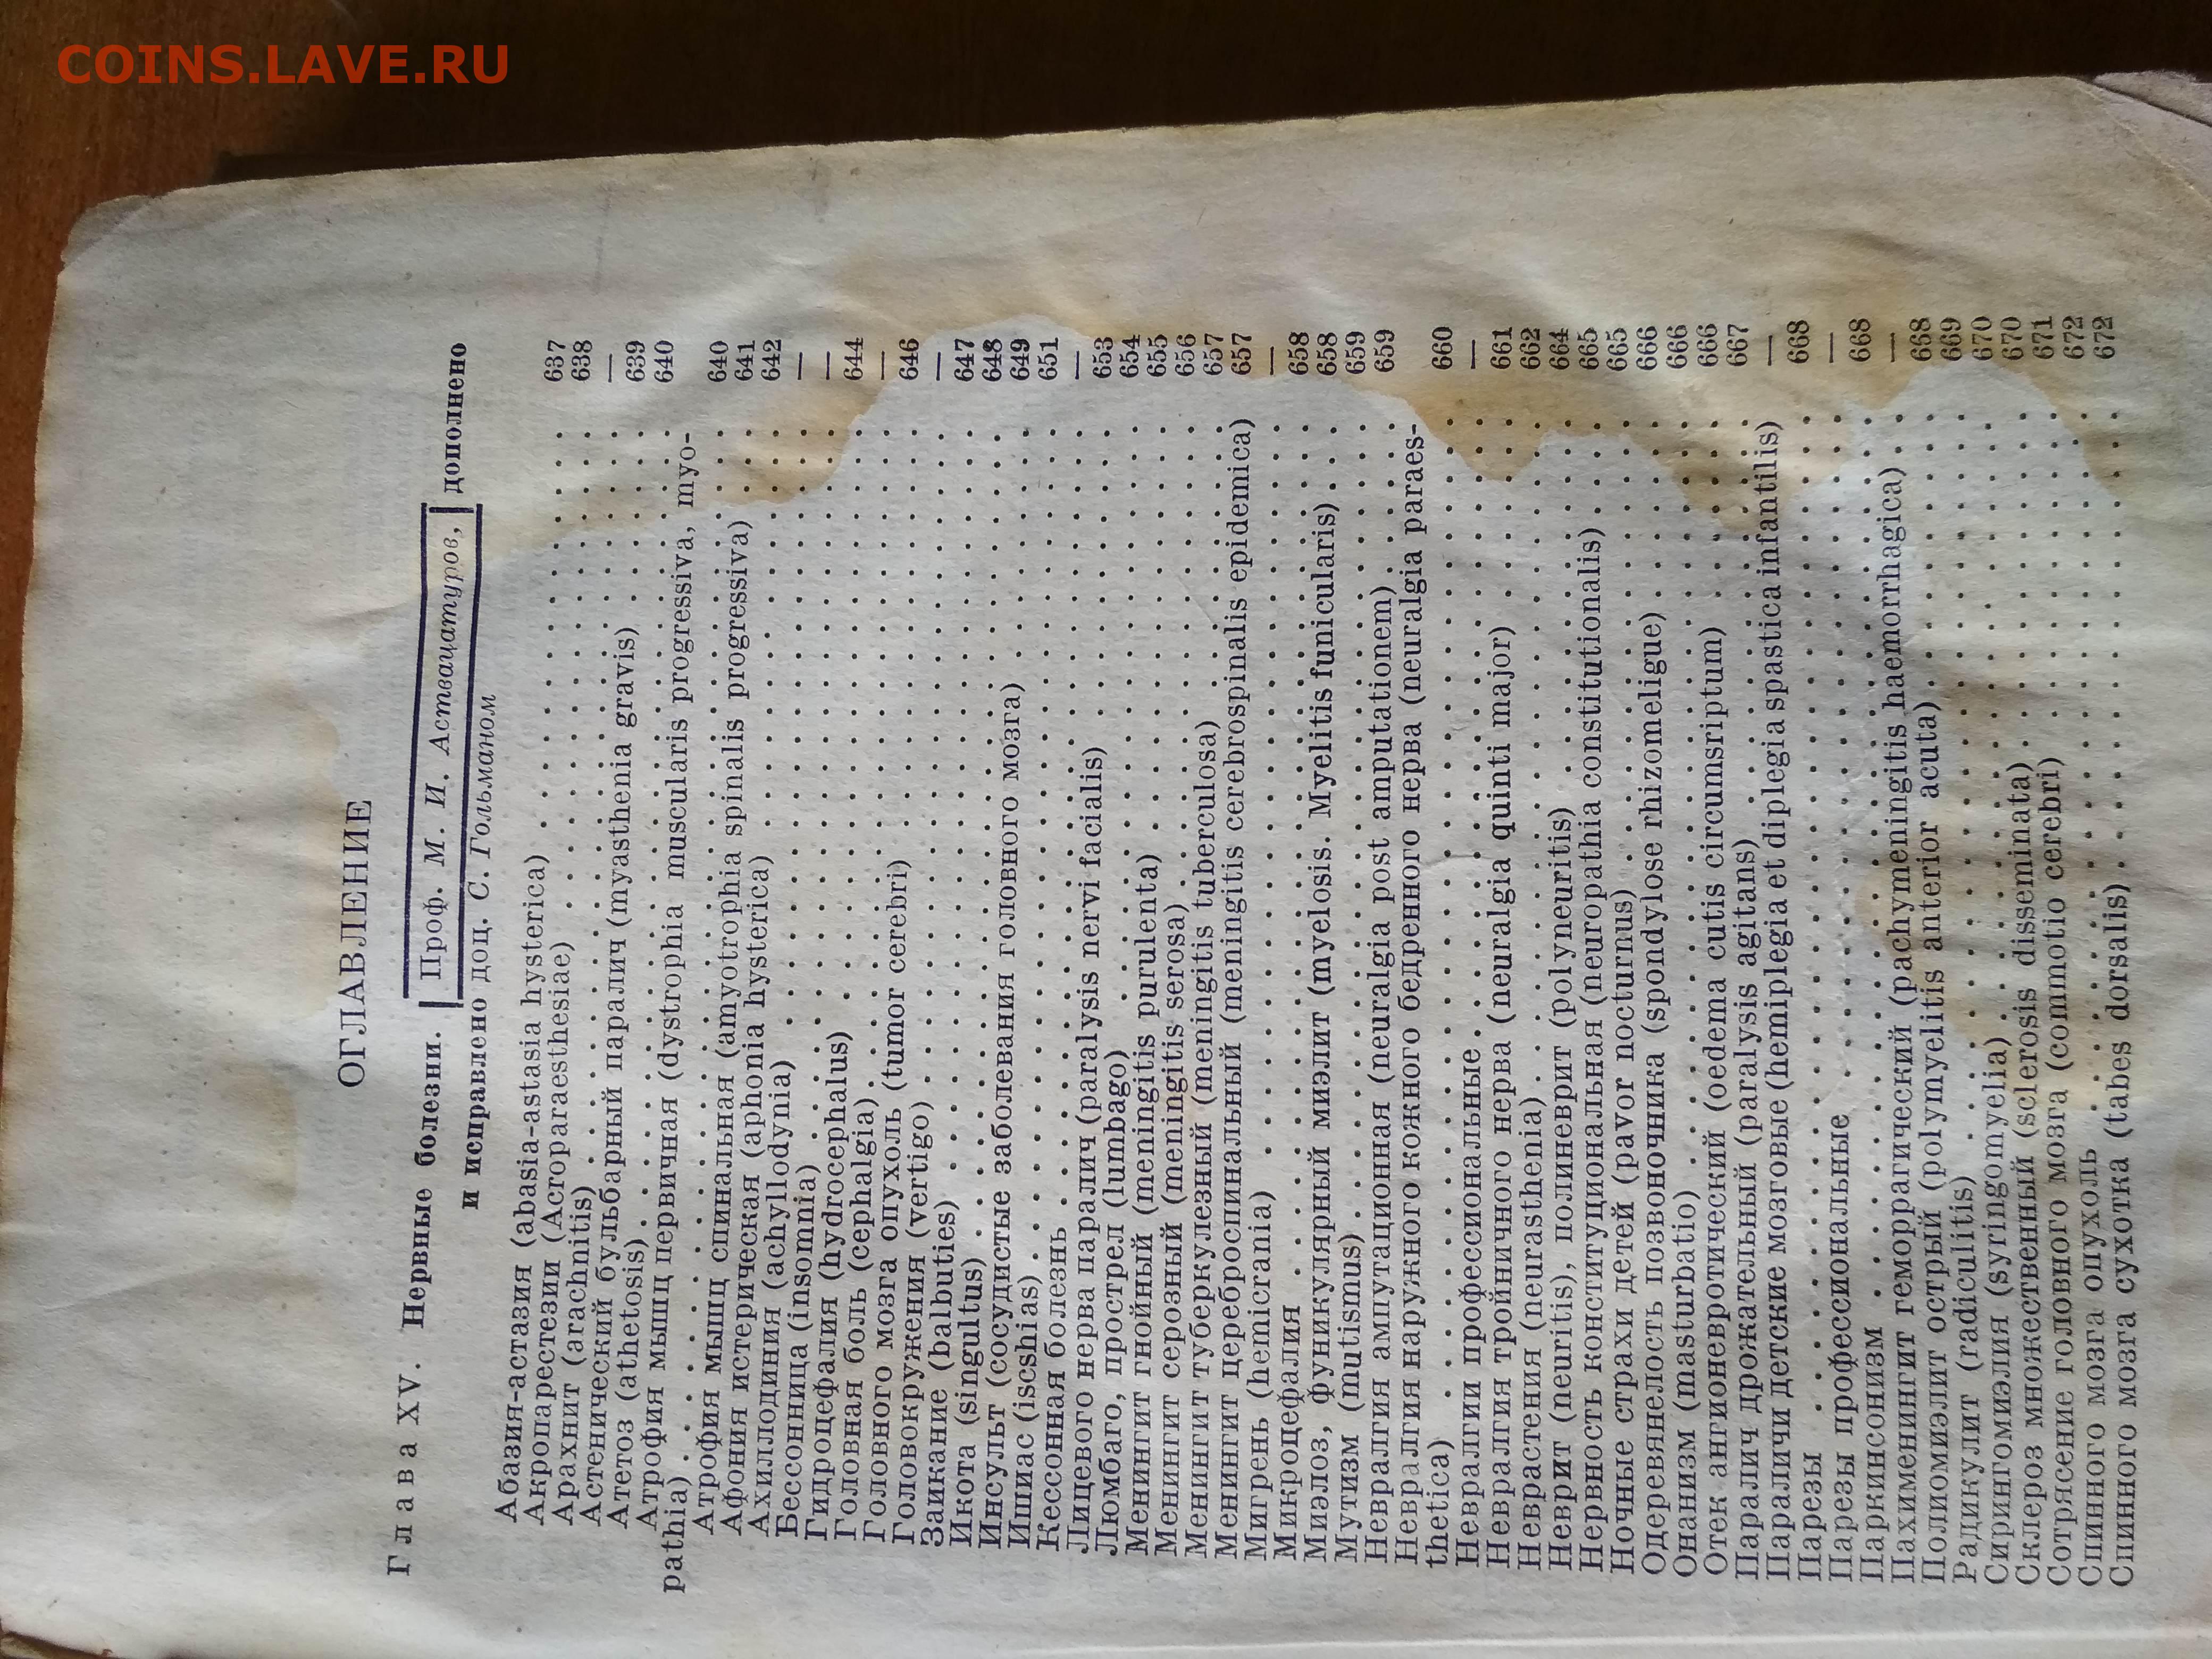 COINS.LAVE.RU
ОГЛАВЛЕНИЕ
Глава XV. Нервные болезни. Проф. М. И. Аствацатуров, дополнено
и исправлено доц. С. Гольманом
Абазия-астазия (abasia-astasia hysterica) . . . 637
Акропарестезии (Acroparaesthesiae) . . . 638
Арахнит (arachnitis) . . . —
Астенический бульбарный паралич (myasthenia gravis) . . . 639
Атетоз (athetosis) . . . 640
Атрофия мышц первичная (dystrophia muscularis progressiva, myo-
pathia) . . . 640
Атрофия мышц спинальная (amyotrophia spinalis progressiva) . . . 641
Афония истерическая (aphonia hysterica) . . . 642
Ахиллодиния (achyllodynia) . . . —
Бессонница (insomnia) . . . —
Гидроцефалия (hydrocephalus) . . . 644
Головная боль (cephalgia) . . . —
Головного мозга опухоль (tumor cerebri) . . . 646
Головокружения (vertigo) . . . —
Заикание (balbuties) . . . 647
Икота (singultus) . . . 648
Инсульт (сосудистые заболевания головного мозга) . . . 649
Ишиас (iscshias) . . . 651
Кессонная болезнь . . . —
Лицевого нерва паралич (paralysis nervi facialis) . . . 653
Люмбаго, прострел (lumbago) . . . 654
Менингит гнойный (meningitis purulenta) . . . 655
Менингит серозный (meningitis serosa) . . . 656
Менингит туберкулезный (meningitis tuberculosa) . . . 657
Менингит цереброспинальный (meningitis cerebrospinalis epidemica) 657
Мигрень (hemicrania) . . . —
Микроцефалия . . . 658
Миэлоз, фуникулярный миэлит (myelosis. Myelitis funicularis) . . . 658
Мутизм (mutismus) . . . 659
Невралгия ампутационная (neuralgia post amputationem) . . . 659
Невралгия наружного кожного бедренного нерва (neuralgia paraes-
thetica) . . . 660
Невралгии профессиональные . . . —
Невралгия тройничного нерва (neuralgia quinti major) . . . 661
Неврастения (neurasthenia) . . . 662
Неврит (neuritis), полиневрит (polyneuritis) . . . 664
Нервность конституциональная (neuropathia constitutionalis) . . . 665
Ночные страхи детей (pavor nocturnus) . . . 665
Одеревянелость позвоночника (spondylose rhizomeligue) . . . 666
Онанизм (masturbatio) . . . 666
Отек ангионевротический (oedema cutis circumsriptum) . . . 666
Паралич дрожательный (paralysis agitans) . . . 667
Параличи детские мозговые (hemiplegia et diplegia spastica infantilis) —
Парезы . . . 668
Парезы профессиональные . . . —
Паркинсонизм . . . 668
Пахименингит геморрагический (pachymeningitis haemorrhagica) . . . —
Полиомиэлит острый (polymyelitis anterior acuta) . . . 668
Радикулит (radiculitis) . . . 669
Сирингомиэлия (syringomyelia) . . . 670
Склероз множественный (sclerosis disseminata) . . . 670
Сотрясение головного мозга (commotio cerebri) . . . 671
Спинного мозга опухоль . . . 672
Спинного мозга сухотка (tabes dorsalis) . . . 672